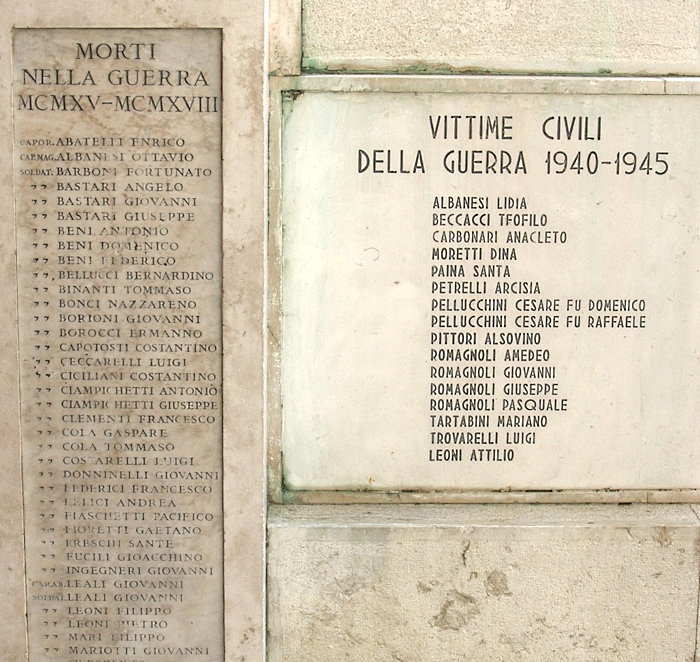 MORTI
NELLA GUERRA
MCMXV-MCMXVIII
CAPOR. ABATELLI ENRICO
CARMAG. ALBANESI OTTAVIO
SOLDAT. BARBONI FORTUNATO
" BASTARI ANGELO
" BASTARI GIOVANNI
" BASTARI GIUSEPPE
" BENI ANTONIO
" BENI DOMENICO
" BENI FEDERICO
" BELLUCCI BERNARDINO
" BINANTI TOMMASO
" BONCI NAZZARENO
" BORIONI GIOVANNI
" BOROCCI ERMANNO
" CAPOTOSTI COSTANTINO
" CECCARELLI LUIGI
" CICILIANI COSTANTINO
" CIAMPICHETTI ANTONIO
" CIAMPICHETTI GIUSEPPE
" CLEMENTI FRANCESCO
" COLA GASPARE
" COLA TOMMASO
" COSTARELLI LUIGI
" DONNINELLI GIOVANNI
" FEDERICI FRANCESCO
" FELICI ANDREA
" FIASCHETTI PACIFICO
" FIORETTI GAETANO
" FRESCHI SANTE
" FUCILI GIOACCHINO
" INGEGNERI GIOVANNI
CARAB. LEALI GIOVANNI
SOLDAT. LEALI GIOVANNI
" LEONI FILIPPO
" LEONI PIETRO
" MARI FILIPPO
" MARIOTTI GIOVANNI
VITTIME CIVILI
DELLA GUERRA 1940-1945
ALBANESI LIDIA
BECCACCI TEOFILO
CARBONARI ANACLETO
MORETTI DINA
PAINA SANTA
PETRELLI ARCISIA
PELLUCCHINI CESARE FU DOMENICO
PELLUCCHINI CESARE FU RAFFAELE
PITTORI ALSOVINO
ROMAGNOLI AMEDEO
ROMAGNOLI GIOVANNI
ROMAGNOLI GIUSEPPE
ROMAGNOLI PASQUALE
TARTABINI MARIANO
TROVARELLI LUIGI
LEONI ATTILIO